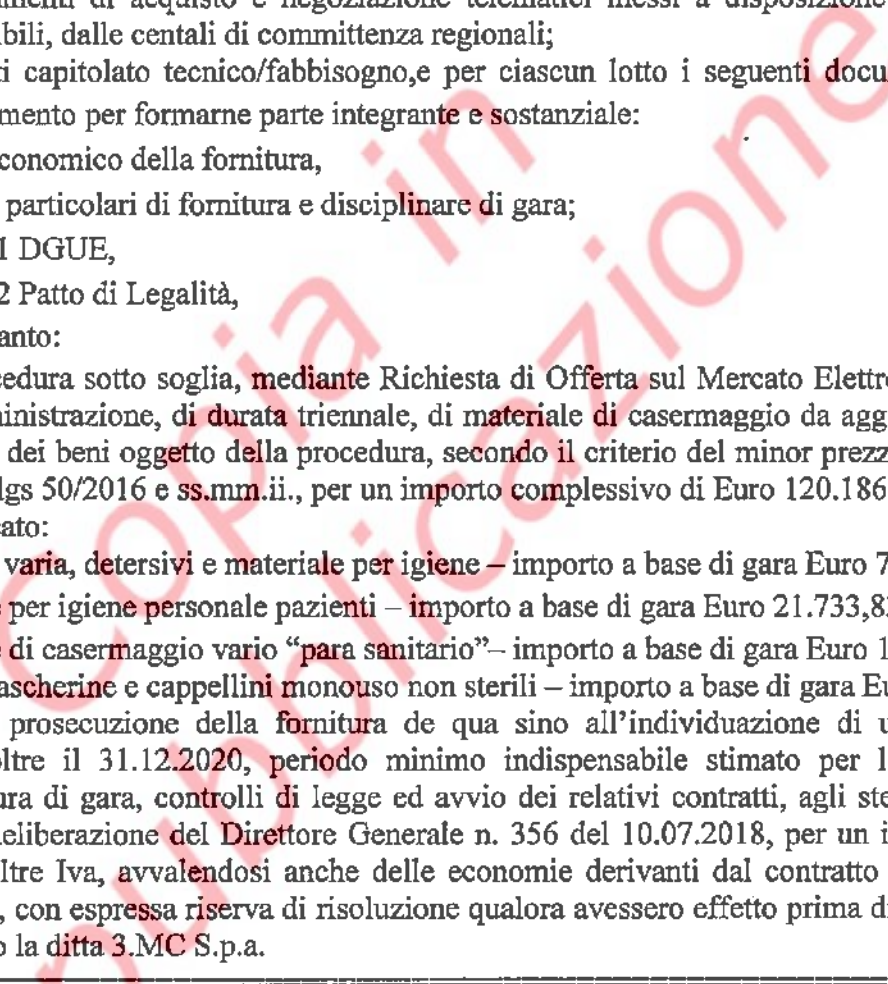 menti di acquisto e negoziazione telematici messi a disposizione
ibili, dalle centali di committenza regionali;
i capitolato tecnico/fabbisogno,e per ciascun lotto i seguenti docu
mento per formarne parte integrante e sostanziale:
conomico della fornitura,
particolari di fornitura e disciplinare di gara;
1 DGUE,
2 Patto di Legalità,
anto:
cedura sotto soglia, mediante Richiesta di Offerta sul Mercato Elettr
ninistrazione, di durata triennale, di materiale di casermaggio da agg
dei beni oggetto della procedura, secondo il criterio del minor prezz
lgs 50/2016 e ss.mm.ii., per un importo complessivo di Euro 120.186
ato:
varia, detersivi e materiale per igiene – importo a base di gara Euro 7
e per igiene personale pazienti – importo a base di gara Euro 21.733,8
e di casermaggio vario “para sanitario”– importo a base di gara Euro 1
ascherine e cappellini monouso non sterili – importo a base di gara Eu
prosecuzione della fornitura de qua sino all’individuazione di u
oltre il 31.12.2020, periodo minimo indispensabile stimato per l
ura di gara, controlli di legge ed avvio dei relativi contratti, agli ste
deliberazione del Direttore Generale n. 356 del 10.07.2018, per un i
ltre Iva, avvalendosi anche delle economie derivanti dal contratto
, con espressa riserva di risoluzione qualora avessero effetto prima d
o la ditta 3.MC S.p.a.
Copia in
pubblicazione